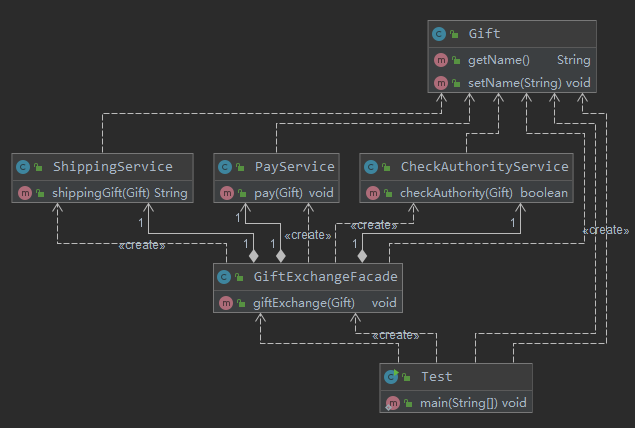 Gift
getName() String
setName(String) void
ShippingService
shippingGift(Gift) String
PayService
pay(Gift) void
CheckAuthorityService
checkAuthority(Gift) boolean
1 1 1
«create» «create» «create»
1 1 1
GiftExchangeFacade
giftExchange(Gift) void
«create»
Test
main(String[]) void